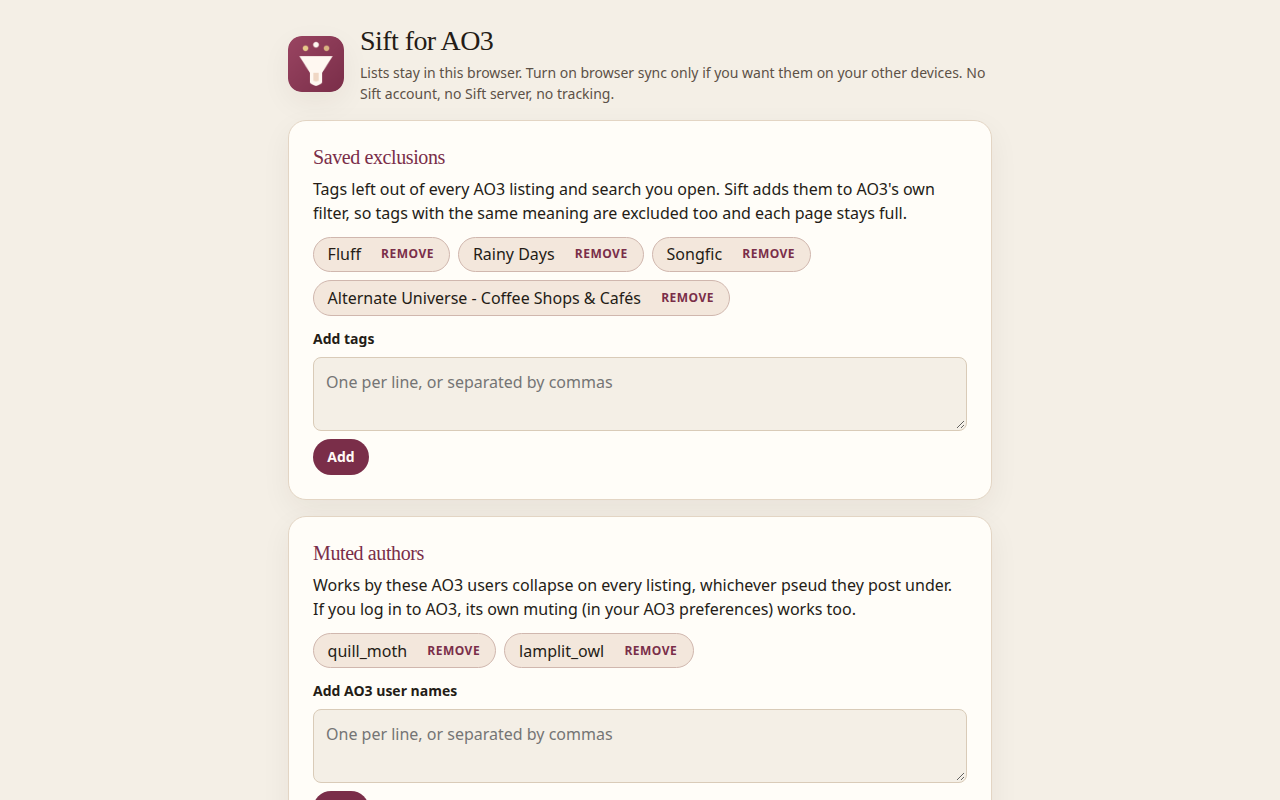 Sift for AO3
Lists stay in this browser. Turn on browser sync only if you want them on your other devices. No
Sift account, no Sift server, no tracking.
Saved exclusions
Tags left out of every AO3 listing and search you open. Sift adds them to AO3's own
filter, so tags with the same meaning are excluded too and each page stays full.
Fluff REMOVE Rainy Days REMOVE Songfic REMOVE
Alternate Universe - Coffee Shops & Cafés REMOVE
Add tags
One per line, or separated by commas
Add
Muted authors
Works by these AO3 users collapse on every listing, whichever pseud they post under.
If you log in to AO3, its own muting (in your AO3 preferences) works too.
quill_moth REMOVE lamplit_owl REMOVE
Add AO3 user names
One per line, or separated by commas